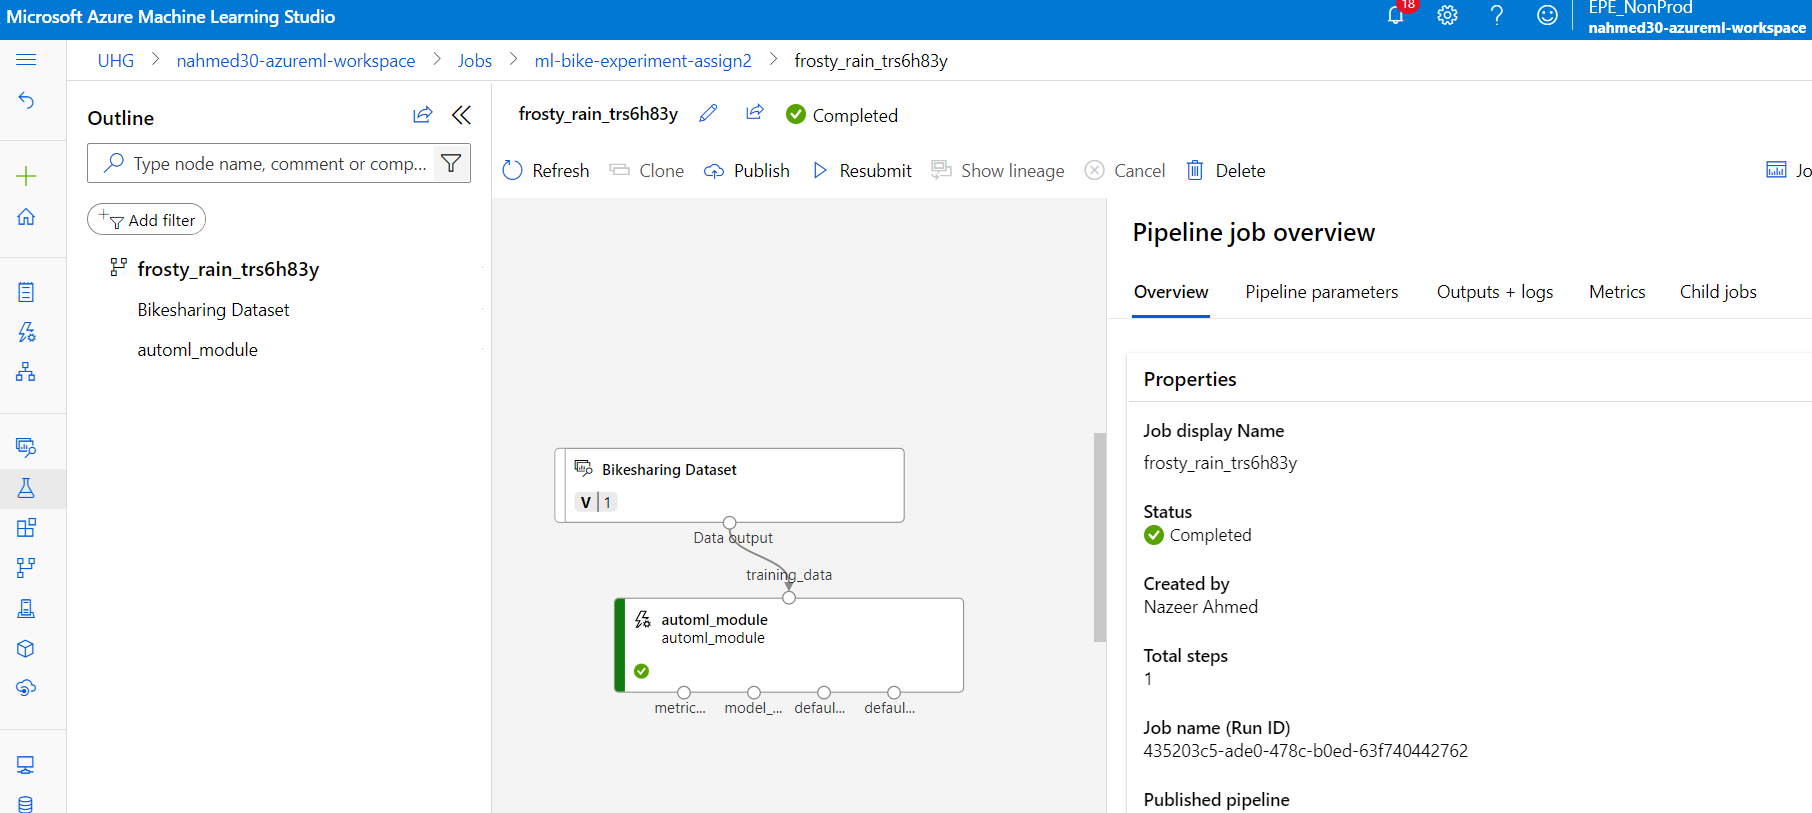 Microsoft Azure Machine Learning Studio
18
EPE_NonProd
nahmed30-azureml-workspace
UHG > nahmed30-azureml-workspace > Jobs > ml-bike-experiment-assign2 > frosty_rain_trs6h83y
Outline
Type node name, comment or comp...
Add filter
frosty_rain_trs6h83y
Bikesharing Dataset
automl_module
frosty_rain_trs6h83y
Completed
Refresh
Clone
Publish
Resubmit
Show lineage
Cancel
Delete
Jo
Bikesharing Dataset
V 1
Data output
training_data
automl_module
automl_module
metric... model_... defaul... defaul...
Pipeline job overview
Overview
Pipeline parameters
Outputs + logs
Metrics
Child jobs
Properties
Job display Name
frosty_rain_trs6h83y
Status
Completed
Created by
Nazeer Ahmed
Total steps
1
Job name (Run ID)
435203c5-ade0-478c-b0ed-63f740442762
Published pipeline